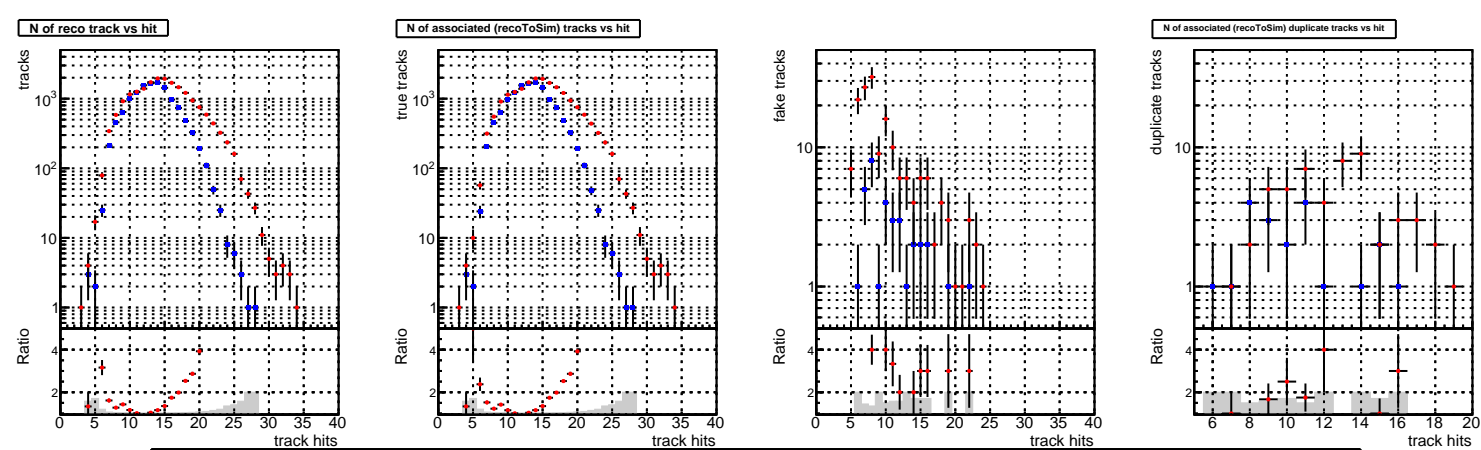 N of reco track vs hit
tracks
10³
10²
10
1
Ratio
4
2
0 5 10 15 20 25 30 35 40
track hits
N of associated (recoToSim) tracks vs hit
true tracks
10³
10²
10
1
Ratio
4
2
0 5 10 15 20 25 30 35 40
track hits
fake tracks
10
1
Ratio
4
2
0 5 10 15 20 25 30 35 40
track hits
N of associated (recoToSim) duplicate tracks vs hit
duplicate tracks
10
1
Ratio
4
2
6 8 10 12 14 16 18 20
track hits